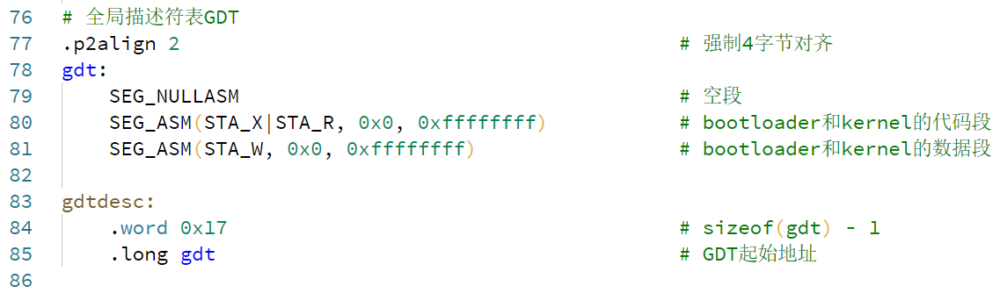 76 # 全局描述符表GDT
77 .p2align 2 # 强制4字节对齐
78 gdt:
79 SEG_NULLASM # 空段
80 SEG_ASM(STA_X|STA_R, 0x0, 0xffffffff) # bootloader和kernel的代码段
81 SEG_ASM(STA_W, 0x0, 0xffffffff) # bootloader和kernel的数据段
82
83 gdtdesc:
84 .word 0x17 # sizeof(gdt) - 1
85 .long gdt # GDT起始地址
86